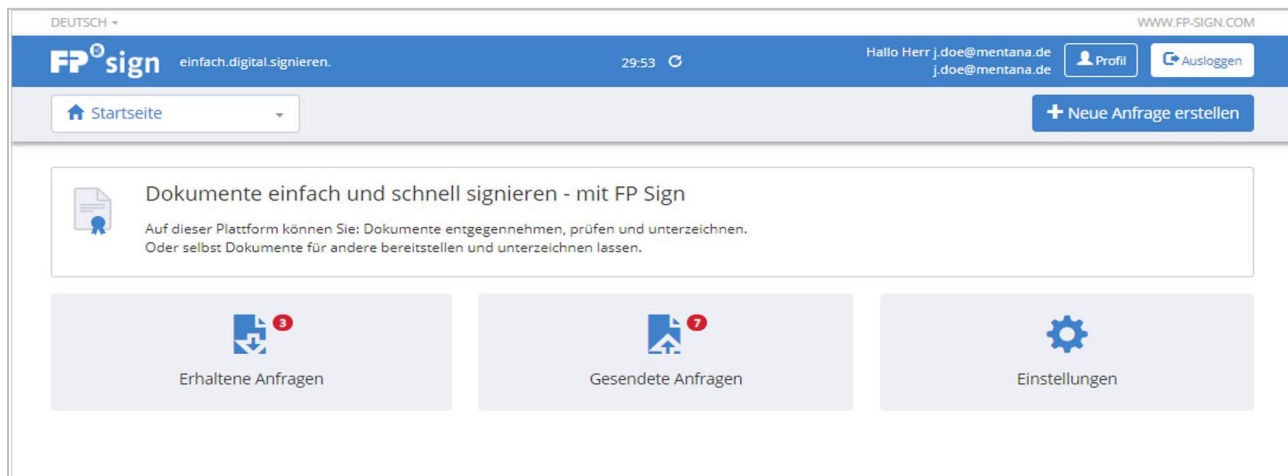 DEUTSCH
WWW.FP-SIGN.COM
FP sign einfach.digital.signieren.
29:53
Hallo Herr j.doe@mentana.de
j.doe@mentana.de
Profil
Ausloggen
Startseite
+ Neue Anfrage erstellen
Dokumente einfach und schnell signieren - mit FP Sign
Auf dieser Plattform können Sie: Dokumente entgegennehmen, prüfen und unterzeichnen.
Oder selbst Dokumente für andere bereitstellen und unterzeichnen lassen.
3
Erhaltene Anfragen
7
Gesendete Anfragen
Einstellungen